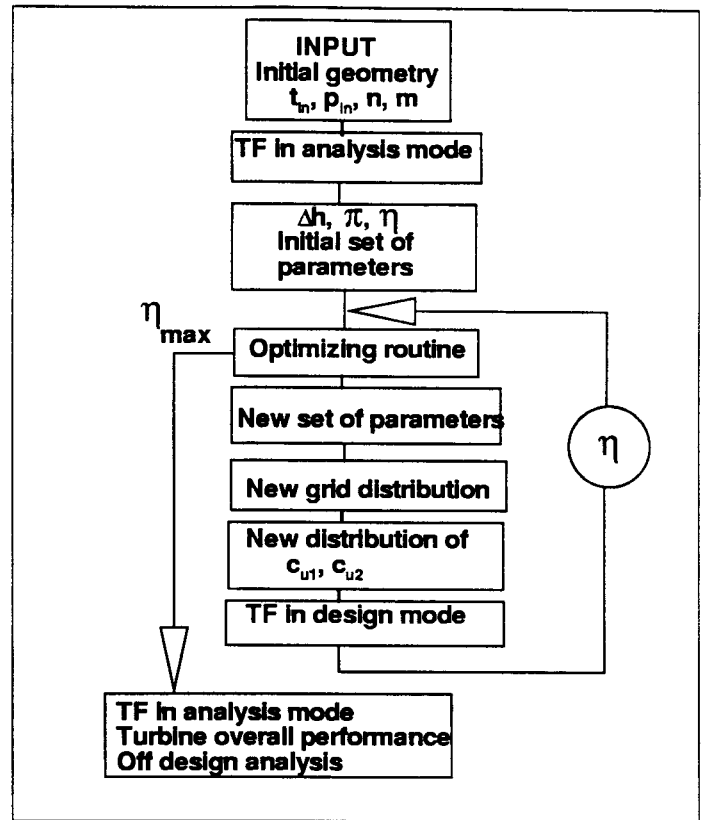 INPUT
Initial geometry
t_in, p_in, n, m
TF in analysis mode
Δh, π, η
Initial set of
parameters
η_max
Optimizing routine
New set of parameters
η
New grid distribution
New distribution of
c_u1, c_u2
TF in design mode
TF in analysis mode
Turbine overall performance
Off design analysis